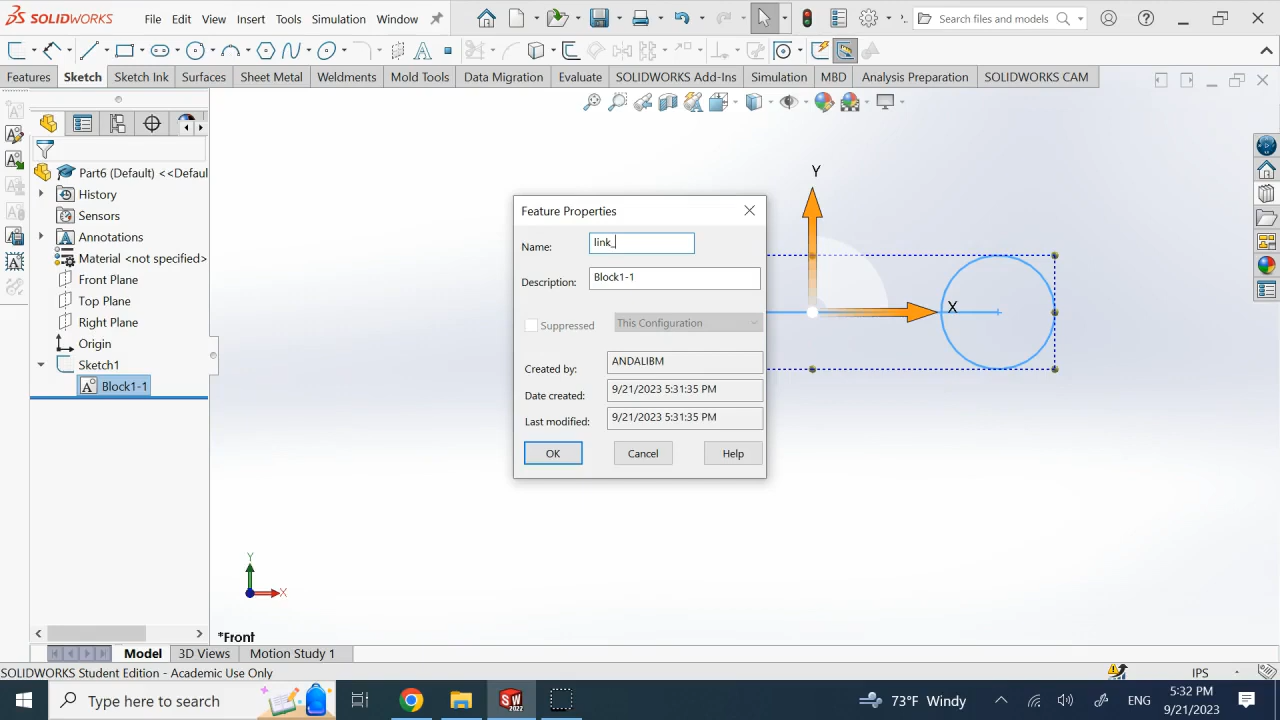 SOLIDWORKS File Edit View Insert Tools Simulation Window Search files and models
Features Sketch Sketch Ink Surfaces Sheet Metal Weldments Mold Tools Data Migration Evaluate SOLIDWORKS Add-Ins Simulation MBD Analysis Preparation SOLIDWORKS CAM
Part6 (Default) <<Defaul
History
Sensors
Annotations
Material <not specified>
Front Plane
Top Plane
Right Plane
Origin
Sketch1
Block1-1
Feature Properties
Name: link_
Description: Block1-1
Suppressed This Configuration
Created by: ANDALIBM
Date created: 9/21/2023 5:31:35 PM
Last modified: 9/21/2023 5:31:35 PM
OK Cancel Help
Y
X
Y
X
*Front
Model 3D Views Motion Study 1
SOLIDWORKS Student Edition - Academic Use Only IPS
Type here to search SW 2022 73°F Windy ENG 5:32 PM
9/21/2023